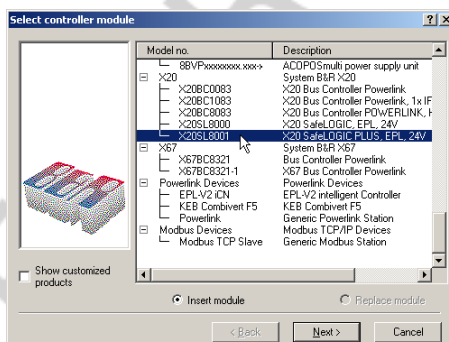 Select controller module
Model no. Description
8BVPxxxxxxxx.xxx-> ACOPOSmulti power supply unit
X20 System B&R X20
X20BC0083 X20 Bus Controller Powerlink
X20BC1083 X20 Bus Controller Powerlink, 1x IF
X20BC8083 X20 Bus Controller POWERLINK, H
X20SL8000 X20 SafeLOGIC, EPL, 24V
X20SL8001 X20 SafeLOGIC PLUS, EPL, 24V
X67 System B&R X67
X67BC8321 Bus Controller Powerlink
X67BC8321-1 X67 Bus Controller Powerlink
Powerlink Devices Powerlink Devices
EPL-V2 iCN EPL-V2 intelligent Controller
KEB Combivert F5 KEB Combivert F5
Powerlink Generic Powerlink Station
Modbus Devices Modbus TCP/IP Devices
Modbus TCP Slave Generic Modbus Station
Show customized
products
Insert module Replace module
< Back Next > Cancel